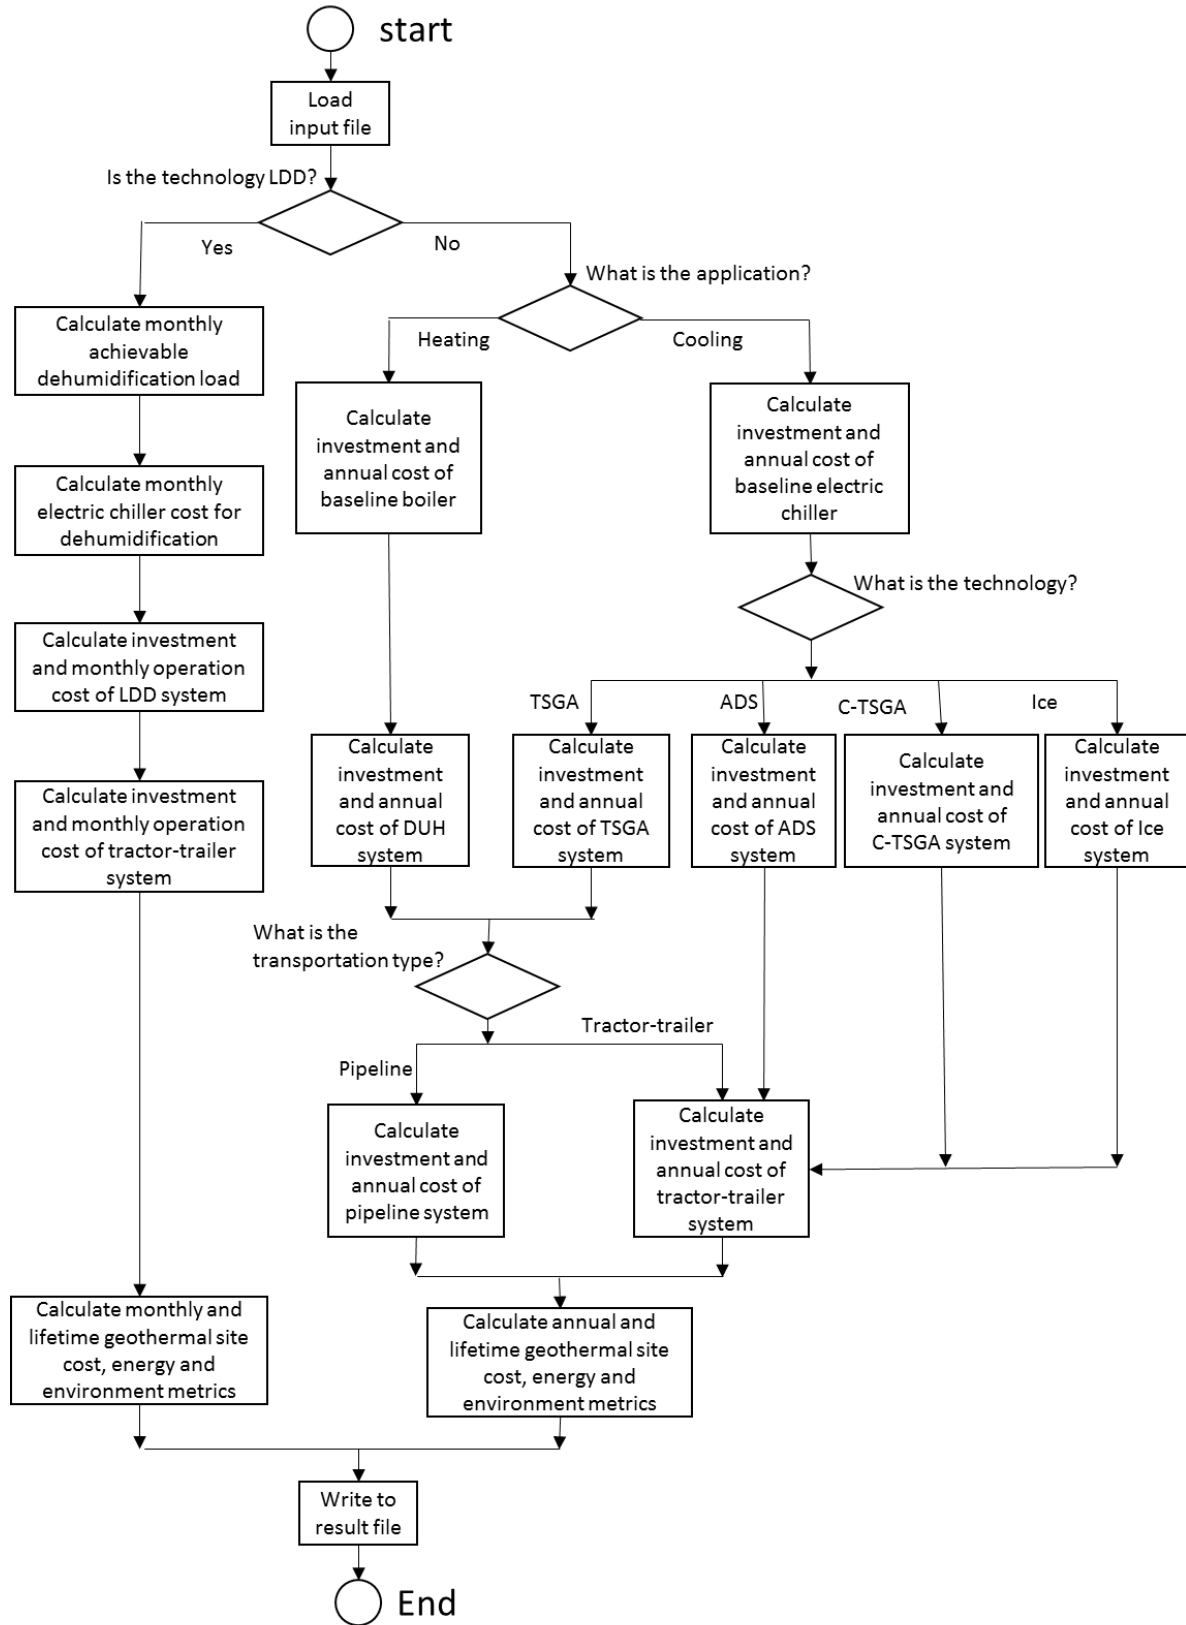 start
Load
input file
Is the technology LDD?
Yes
No
What is the application?
Heating
Cooling
Calculate monthly
achievable
dehumidification load
Calculate
investment and
annual cost of
baseline boiler
Calculate
investment and
annual cost of
baseline electric
chiller
Calculate monthly
electric chiller cost for
dehumidification
What is the technology?
Calculate investment
and monthly operation
cost of LDD system
TSGA
ADS
C-TSGA
Ice
Calculate
investment
and annual
cost of DUH
system
Calculate
investment
and annual
cost of TSGA
system
Calculate
investment
and annual
cost of ADS
system
Calculate
investment and
annual cost of
C-TSGA system
Calculate
investment
and annual
cost of Ice
system
Calculate investment
and monthly operation
cost of tractor-trailer
system
What is the
transportation type?
Tractor-trailer
Pipeline
Calculate
investment and
annual cost of
pipeline system
Calculate
investment and
annual cost of
tractor-trailer
system
Calculate monthly and
lifetime geothermal site
cost, energy and
environment metrics
Calculate annual and
lifetime geothermal site
cost, energy and
environment metrics
Write to
result file
End